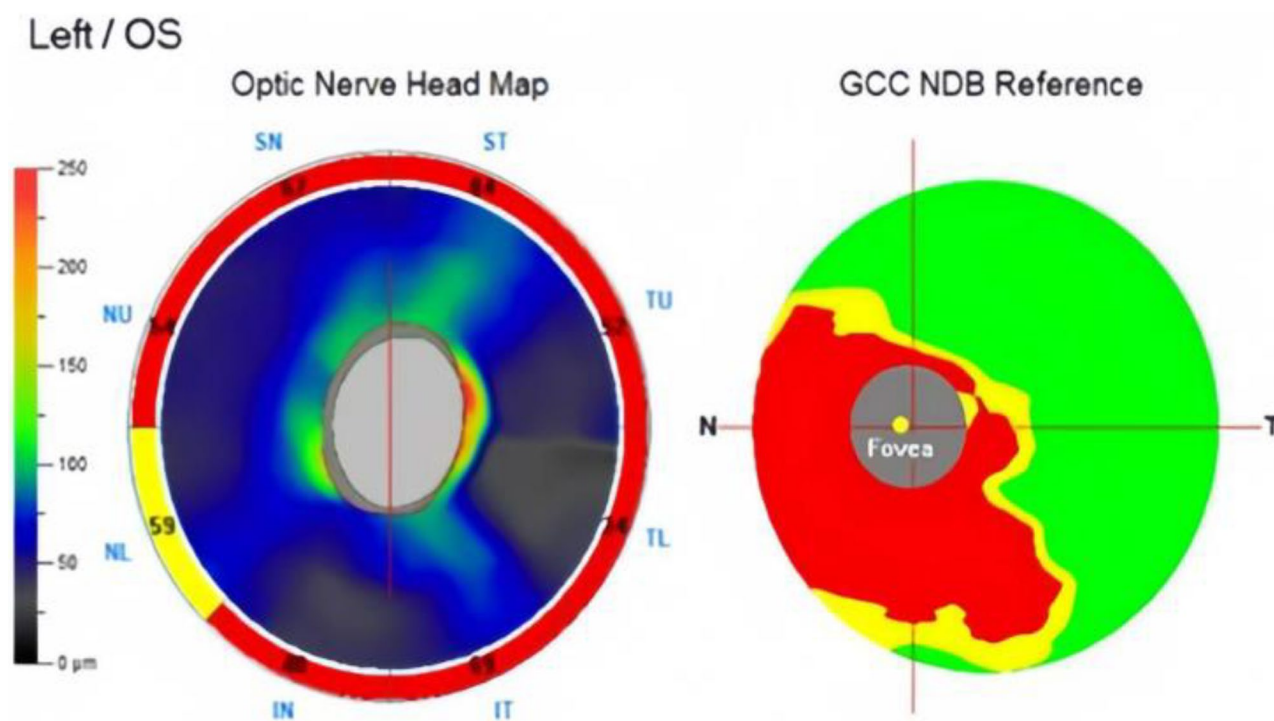 Left / OS
Optic Nerve Head Map
GCC NDB Reference
SN
ST
250
200
NU
TU
150
N
T
Fovea
100
59
NL
TL
50
0 µm
IN
IT